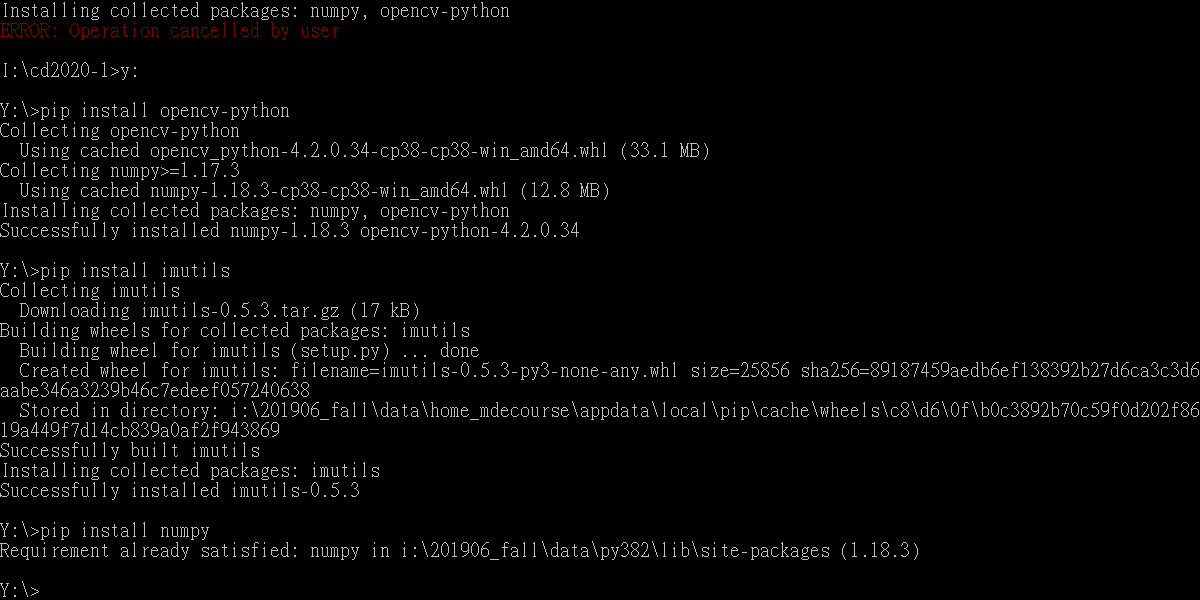 Installing collected packages: numpy, opencv-python
ERROR: Operation cancelled by user
I:\cd2020-1>y:
Y:\>pip install opencv-python
Collecting opencv-python
  Using cached opencv_python-4.2.0.34-cp38-cp38-win_amd64.whl (33.1 MB)
Collecting numpy>=1.17.3
  Using cached numpy-1.18.3-cp38-cp38-win_amd64.whl (12.8 MB)
Installing collected packages: numpy, opencv-python
Successfully installed numpy-1.18.3 opencv-python-4.2.0.34
Y:\>pip install imutils
Collecting imutils
  Downloading imutils-0.5.3.tar.gz (17 kB)
Building wheels for collected packages: imutils
  Building wheel for imutils (setup.py) ... done
  Created wheel for imutils: filename=imutils-0.5.3-py3-none-any.whl size=25856 sha256=89187459aedb6ef138392b27d6ca3c3d6
aabe346a3239b46c7edeef057240638
  Stored in directory: i:\201906_fall\data\home_mdecourse\appdata\local\pip\cache\wheels\c8\d6\0f\b0c3892b70c59f0d202f86
19a449f7d14cb839a0af2f943869
Successfully built imutils
Installing collected packages: imutils
Successfully installed imutils-0.5.3
Y:\>pip install numpy
Requirement already satisfied: numpy in i:\201906_fall\data\py382\lib\site-packages (1.18.3)
Y:\>